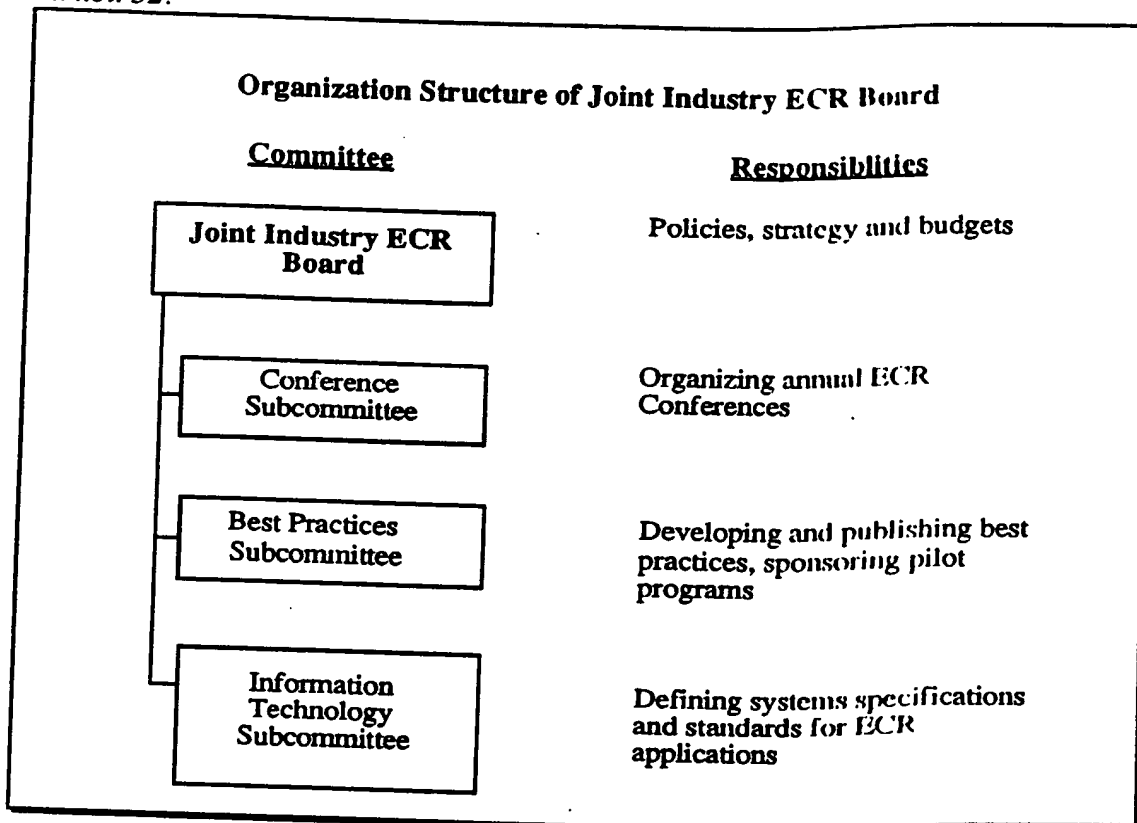 32.
Organization Structure of Joint Industry ECR Board
Committee
Responsiblities
Joint Industry ECR
Board
Policies, strategy and budgets
Conference
Subcommittee
Organizing annual ECR
Conferences
Best Practices
Subcommittee
Developing and publishing best
practices, sponsoring pilot
programs
Information
Technology
Subcommittee
Defining systems specifications
and standards for ECR
applications